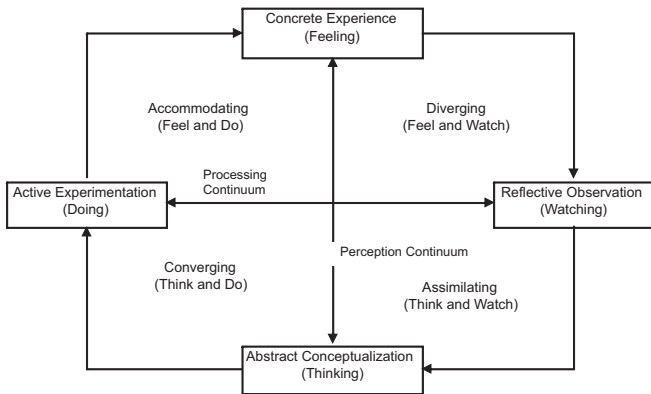 Concrete Experience
(Feeling)
Accommodating
(Feel and Do)
Diverging
(Feel and Watch)
Processing
Continuum
Active Experimentation
(Doing)
Reflective Observation
(Watching)
Perception Continuum
Converging
(Think and Do)
Assimilating
(Think and Watch)
Abstract Conceptualization
(Thinking)